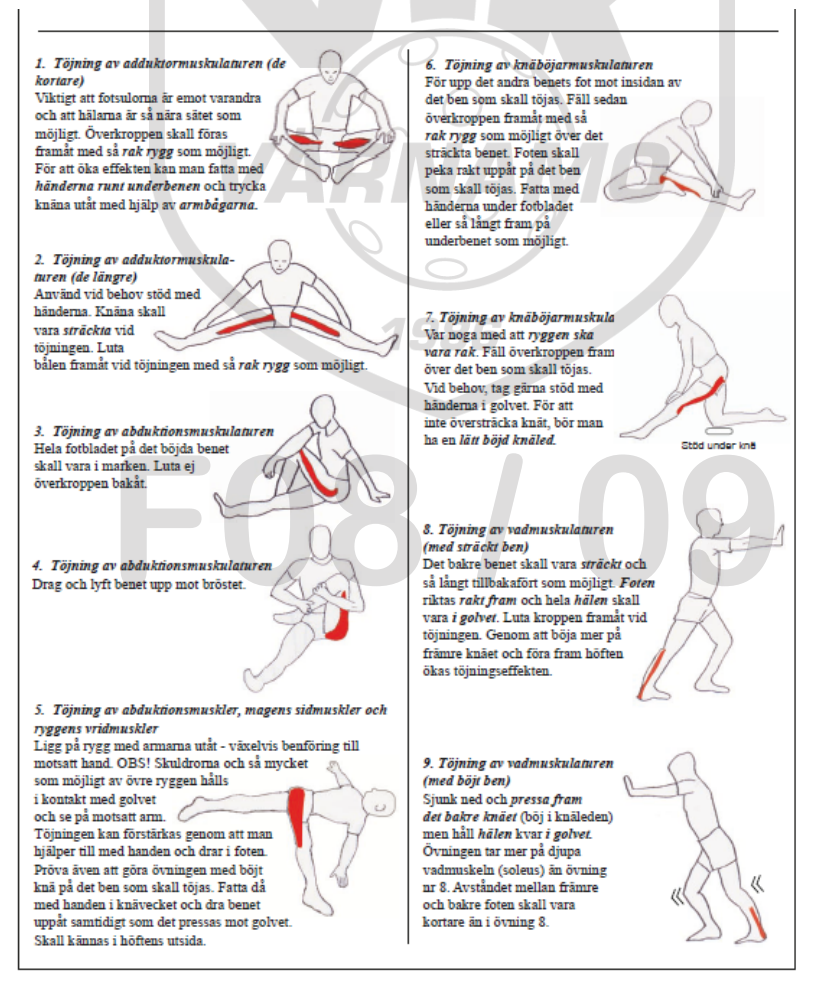 1. Töjning av adduktormuskulaturen (de
kortare)
Viktigt att fotsulorna är emot varandra
och att hälarna är så nära sätet som
möjligt. Överkroppen skall föras
framåt med så rak rygg som möjligt.
För att öka effekten kan man fatta med
händerna runt underbenen och trycka
knäna utåt med hjälp av armbågarna.
2. Töjning av adduktormuskula-
turen (de längre)
Använd vid behov stöd med
händerna. Knäna skall
vara sträckta vid
töjningen. Luta
bålen framåt vid töjningen med så rak rygg som möjligt.
3. Töjning av abduktionsmuskulaturen
Hela fotbladet på det böjda benet
skall vara i marken. Luta ej
överkroppen bakåt.
4. Töjning av abduktionsmuskulaturen
Drag och lyft benet upp mot bröstet.
5. Töjning av abduktionsmuskler, magens sidmuskler och
ryggens vridmuskler
Ligg på rygg med armarna utåt - växelvis benföring till
motsatt hand. OBS! Skuldrorna och så mycket
som möjligt av övre ryggen hålls
i kontakt med golvet
och se på motsatt arm.
Töjningen kan förstärkas genom att man
hjälper till med handen och drar i foten.
Pröva även att göra övningen med böjt
knä på det ben som skall töjas. Fatta då
med handen i knävecket och dra benet
uppåt samtidigt som det pressas mot golvet.
Skall kännas i höftens utsida.
6. Töjning av knäböjarmuskulaturen
För upp det andra benets fot mot insidan av
det ben som skall töjas. Fäll sedan
överkroppen framåt med så
rak rygg som möjligt över det
sträckta benet. Foten skall
peka rakt uppåt på det ben
som skall töjas. Fatta med
händerna under fotbladet
eller så långt fram på
underbenet som möjligt.
7. Töjning av knäböjarmuskula
Var noga med att ryggen ska
vara rak. Fäll överkroppen fram
över det ben som skall töjas.
Vid behov, tag gärna stöd med
händerna i golvet. För att
inte översträcka knät, bör man
ha en lätt böjd knäled.
Stöd under knä
8. Töjning av vadmuskulaturen
(med sträckt ben)
Det bakre benet skall vara sträckt och
så långt tillbakafört som möjligt. Foten
riktas rakt fram och hela hälen skall
vara i golvet. Luta kroppen framåt vid
töjningen. Genom att böja mer på
främre knäet och föra fram höften
ökas töjningseffekten.
9. Töjning av vadmuskulaturen
(med böjt ben)
Sjunk ned och pressa fram
det bakre knäet (böj i knäleden)
men håll hälen kvar i golvet.
Övningen tar mer på djupa
vadmuskeln (soleus) än övning
nr 8. Avståndet mellan främre
och bakre foten skall vara
kortare än i övning 8.
VÄRNAMO
1986
F08 / 09